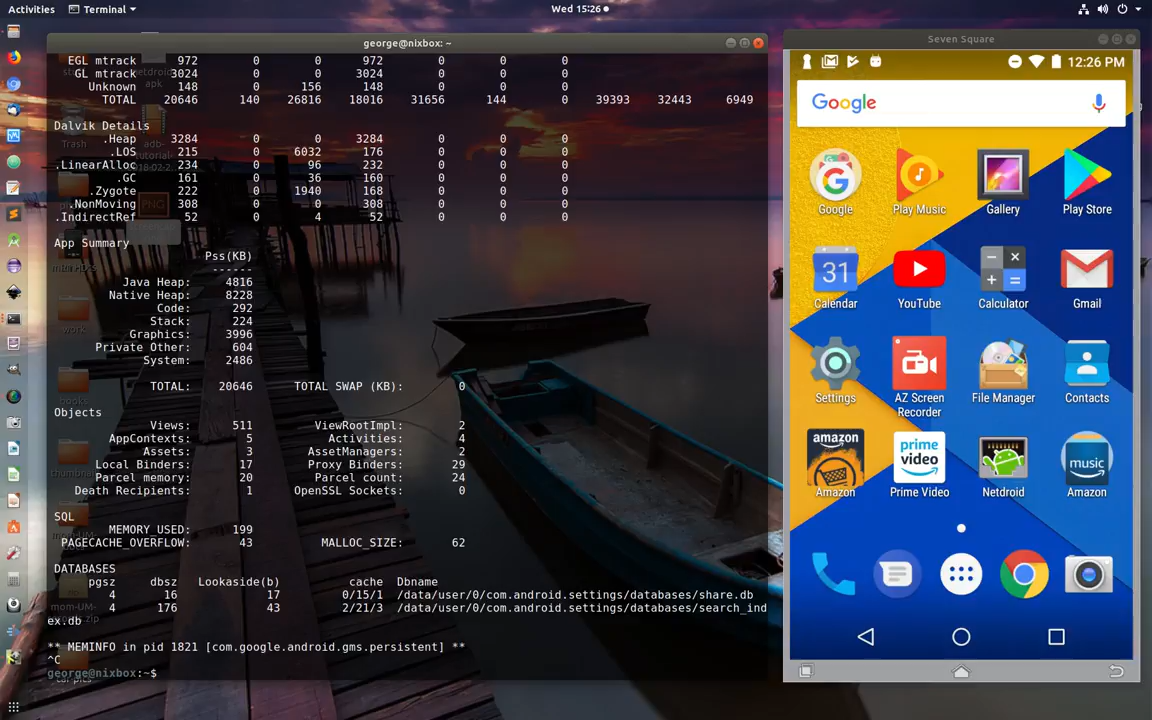 Activities
Terminal
Wed 15:26
george@nixbox: ~
EGL mtrack 972 0 0 972 0 0 0
GL mtrack 3024 0 0 3024 0 0 0
Unknown 148 0 156 148 0 0 0
TOTAL 20646 140 26816 18016 31656 144 0 39393 32443 6949
Dalvik Details
.Heap 3284 0 0 3284 0 0 0
.LOS 215 0 6032 176 0 0 0
.LinearAlloc 234 0 96 232 0 0 0
.GC 161 0 36 160 0 0 0
.Zygote 222 0 1940 168 0 0 0
.NonMoving 308 0 0 308 0 0 0
.IndirectRef 52 0 4 52 0 0 0
App Summary
Pss(KB)
------
Java Heap: 4816
Native Heap: 8228
Code: 292
Stack: 224
Graphics: 3996
Private Other: 604
System: 2486
TOTAL: 20646 TOTAL SWAP (KB): 0
Objects
Views: 511 ViewRootImpl: 2
AppContexts: 5 Activities: 4
Assets: 3 AssetManagers: 2
Local Binders: 17 Proxy Binders: 29
Parcel memory: 20 Parcel count: 24
Death Recipients: 1 OpenSSL Sockets: 0
SQL
MEMORY_USED: 199
PAGECACHE_OVERFLOW: 43 MALLOC_SIZE: 62
DATABASES
pgsz dbsz Lookaside(b) cache Dbname
4 16 17 0/15/1 /data/user/0/com.android.settings/databases/share.db
4 176 43 2/21/3 /data/user/0/com.android.settings/databases/search_ind
ex.db
** MEMINFO in pid 1821 [com.google.android.gms.persistent] **
^C
george@nixbox:~$
Trash
apk
adb-
tutorial
PNG
work
books
mom-UM-
.zip
Seven Square
12:26 PM
Google
Google
Play Music
Gallery
Play Store
31
Calendar
YouTube
Calculator
Gmail
Settings
AZ Screen
Recorder
File Manager
Contacts
amazon
Amazon
prime
video
Prime Video
Netdroid
music
Amazon